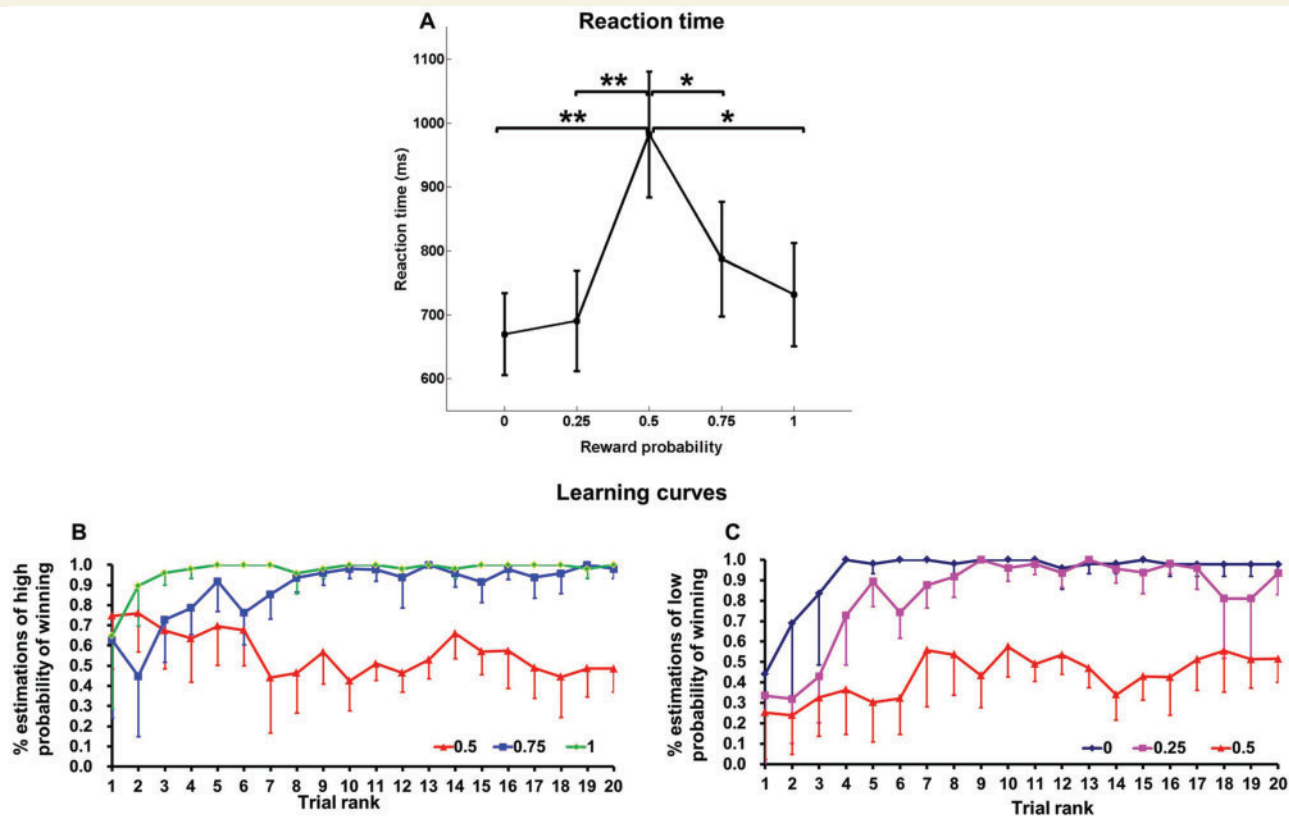 A
Reaction time
1100
1000
900
800
700
600
Reaction time (ms)
** *
** *
0 0.25 0.5 0.75 1
Reward probability
Learning curves
B
% estimations of high
probability of winning
1.0
0.9
0.8
0.7
0.6
0.5
0.4
0.3
0.2
0.1
0.0
0.5 0.75 1
1 2 3 4 5 6 7 8 9 10 11 12 13 14 15 16 17 18 19 20
Trial rank
C
% estimations of low
probability of winning
1.0
0.9
0.8
0.7
0.6
0.5
0.4
0.3
0.2
0.1
0.0
0 0.25 0.5
1 2 3 4 5 6 7 8 9 10 11 12 13 14 15 16 17 18 19 20
Trial rank